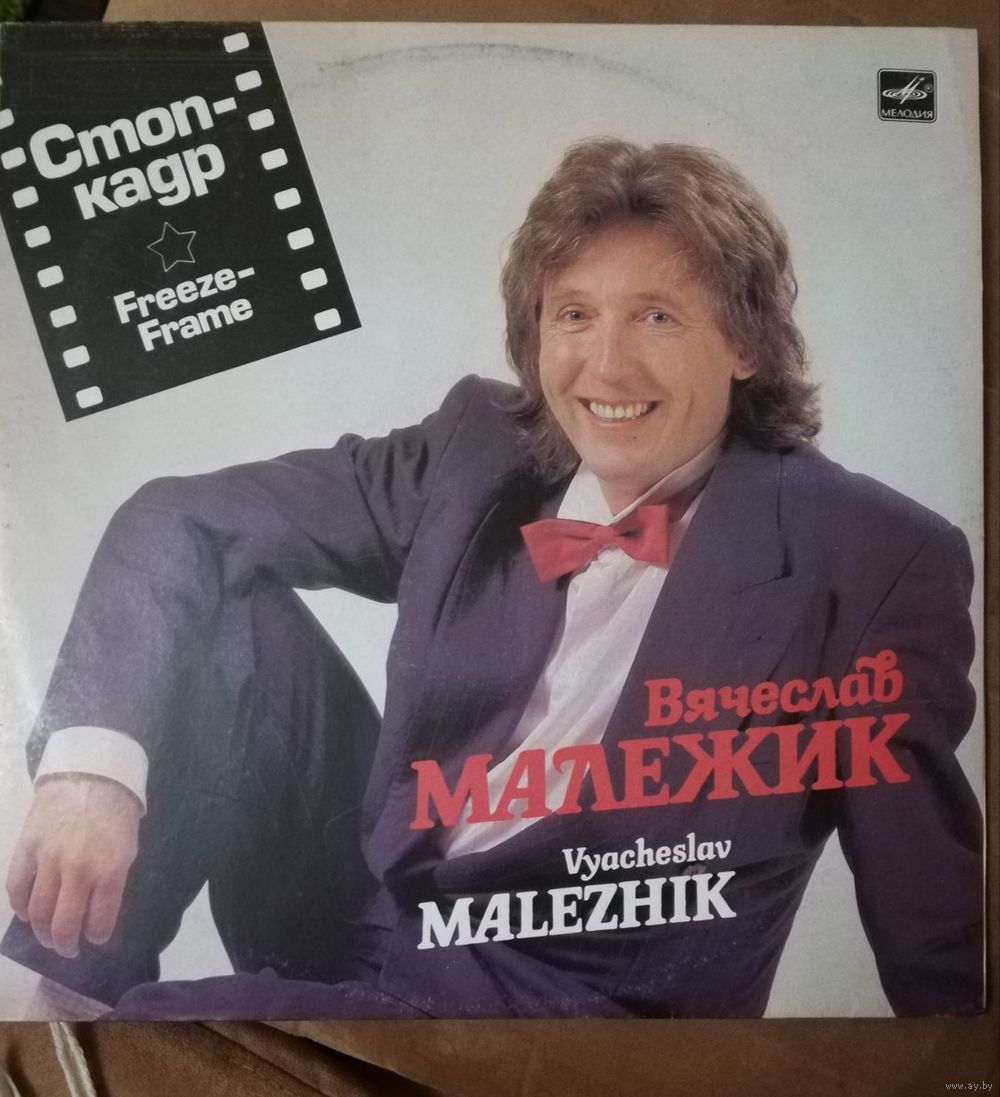 Стоп-
кадр
Freeze-
Frame
МЕЛОДИЯ
Вячеслав
МАЛЕЖИК
Vyacheslav
MALEZHIK
www.ay.by